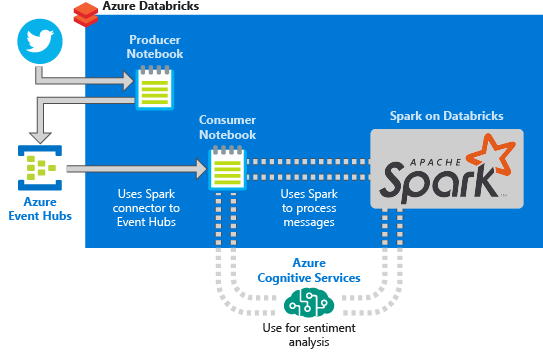 Azure Databricks
Producer
Notebook
Consumer
Notebook
Spark on Databricks
APACHE
Spark
Azure
Event Hubs
Uses Spark
connector to
Event Hubs
Uses Spark
to process
messages
Azure
Cognitive Services
Use for sentiment
analysis